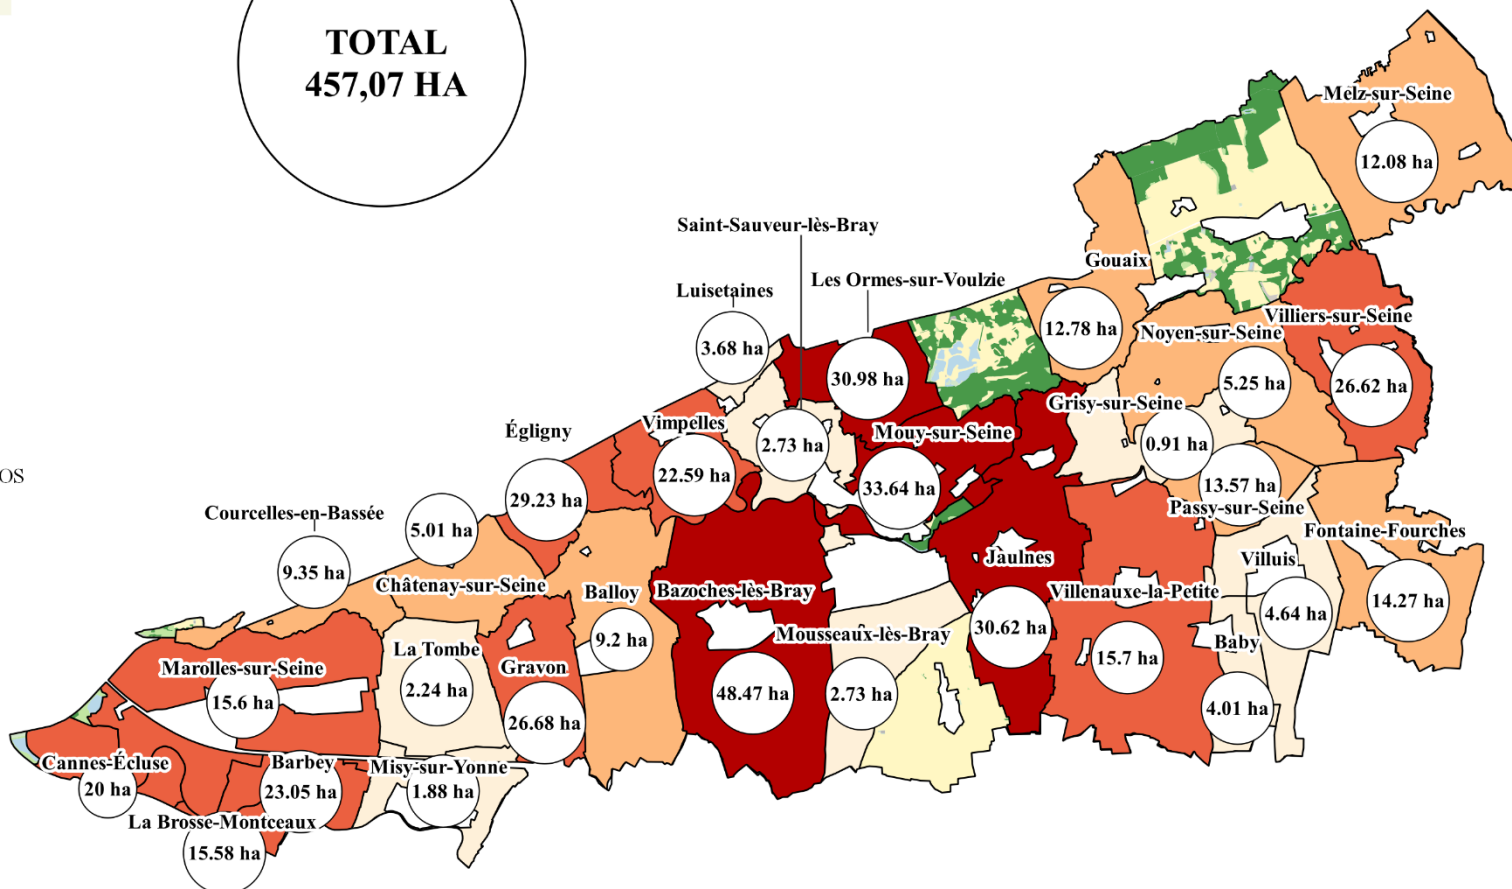 TOTAL
457,07 HA
Melz-sur-Seine
12.08 ha
Saint-Sauveur-lès-Bray
Gouaix
Les Ormes-sur-Voulzie
Luisetaines
12.78 ha
Villiers-sur-Seine
Noyen-sur-Seine
3.68 ha
30.98 ha
5.25 ha
26.62 ha
Grisy-sur-Seine
Vimpelles
Égligny
Mouy-sur-Seine
2.73 ha
0.91 ha
22.59 ha
OS
33.64 ha
13.57 ha
29.23 ha
Passy-sur-Seine
Courcelles-en-Bassée
5.01 ha
Fontaine-Fourches
Jaulnes
Villuis
9.35 ha
Châtenay-sur-Seine
Balloy
Bazoches-lès-Bray
Villenauxe-la-Petite
14.27 ha
4.64 ha
30.62 ha
Mousseaux-lès-Bray
9.2 ha
Baby
La Tombe
15.7 ha
Marolles-sur-Seine
Gravon
2.24 ha
48.47 ha
2.73 ha
15.6 ha
4.01 ha
26.68 ha
Cannes-Écluse
Barbey
Misy-sur-Yonne
20 ha
23.05 ha
1.88 ha
La Brosse-Montceaux
15.58 ha